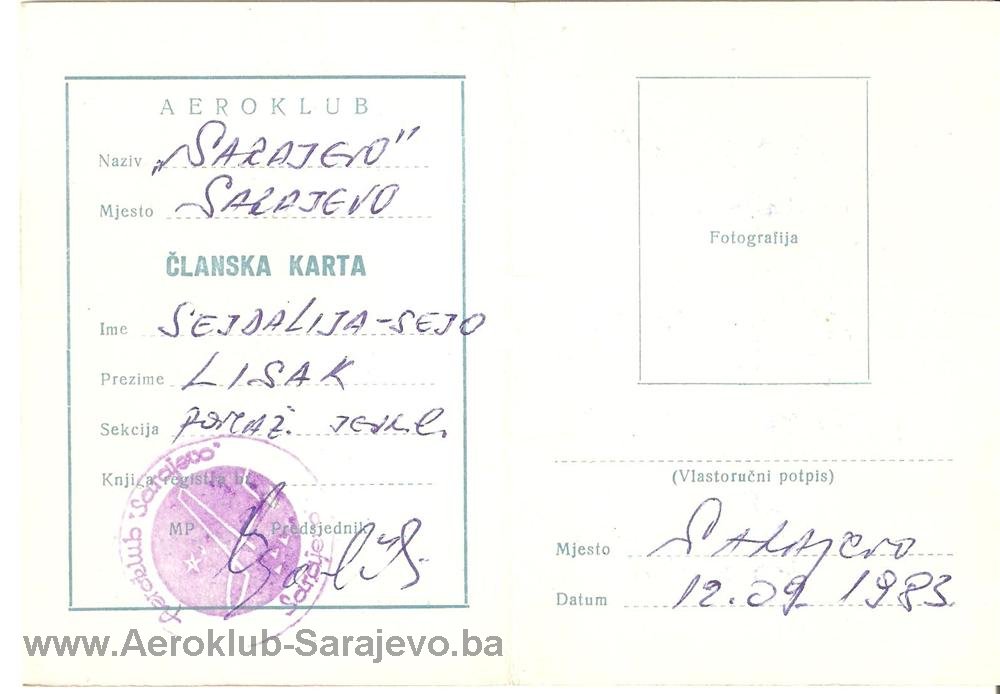 AEROKLUB
Naziv „SARAJEVO"
Mjesto SARAJEVO
ČLANSKA KARTA
Ime SEJDALIJA-SEJO
Prezime LISAK
Sekcija
Knjiga registra br.
MP Predsjednik
Aeroklub "Sarajevo" Sarajevo
Fotografija
(Vlastoručni potpis)
Mjesto SARAJEVO
Datum 12.09 1983
www.Aeroklub-Sarajevo.ba